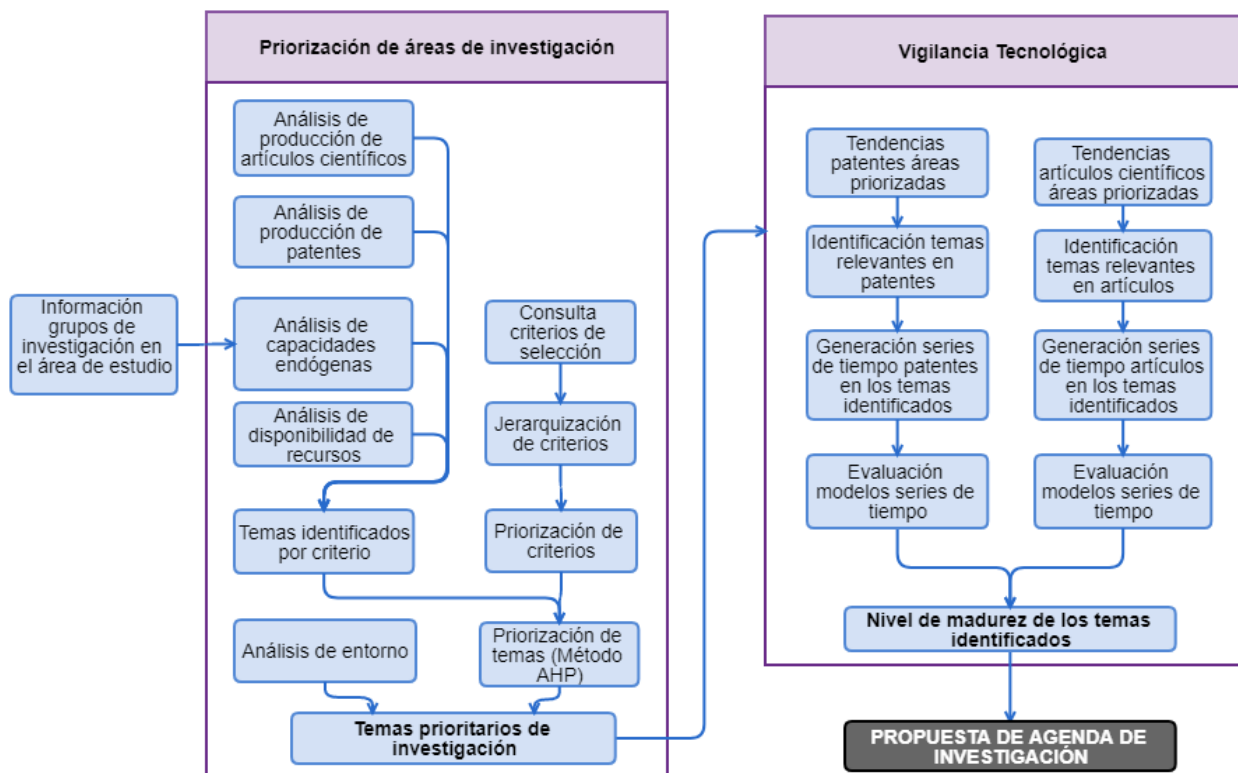 Priorización de áreas de investigación
Análisis de
producción de
artículos científicos
Análisis de
producción de
patentes
Información
grupos de
investigación en
el área de estudio
Análisis de
capacidades
endógenas
Análisis de
disponibilidad de
recursos
Temas identificados
por criterio
Análisis de entorno
Consulta
criterios de
selección
Jerarquización
de criterios
Priorización de
criterios
Priorización de
temas (Método
AHP)
Temas prioritarios de
investigación
Vigilancia Tecnológica
Tendencias
patentes áreas
priorizadas
Identificación temas
relevantes en
patentes
Generación series
de tiempo patentes
en los temas
identificados
Evaluación
modelos series de
tiempo
Tendencias
artículos científicos
áreas priorizadas
Identificación
temas relevantes
en artículos
Generación series
de tiempo artículos
en los temas
identificados
Evaluación
modelos series de
tiempo
Nivel de madurez de los temas
identificados
PROPUESTA DE AGENDA DE
INVESTIGACIÓN